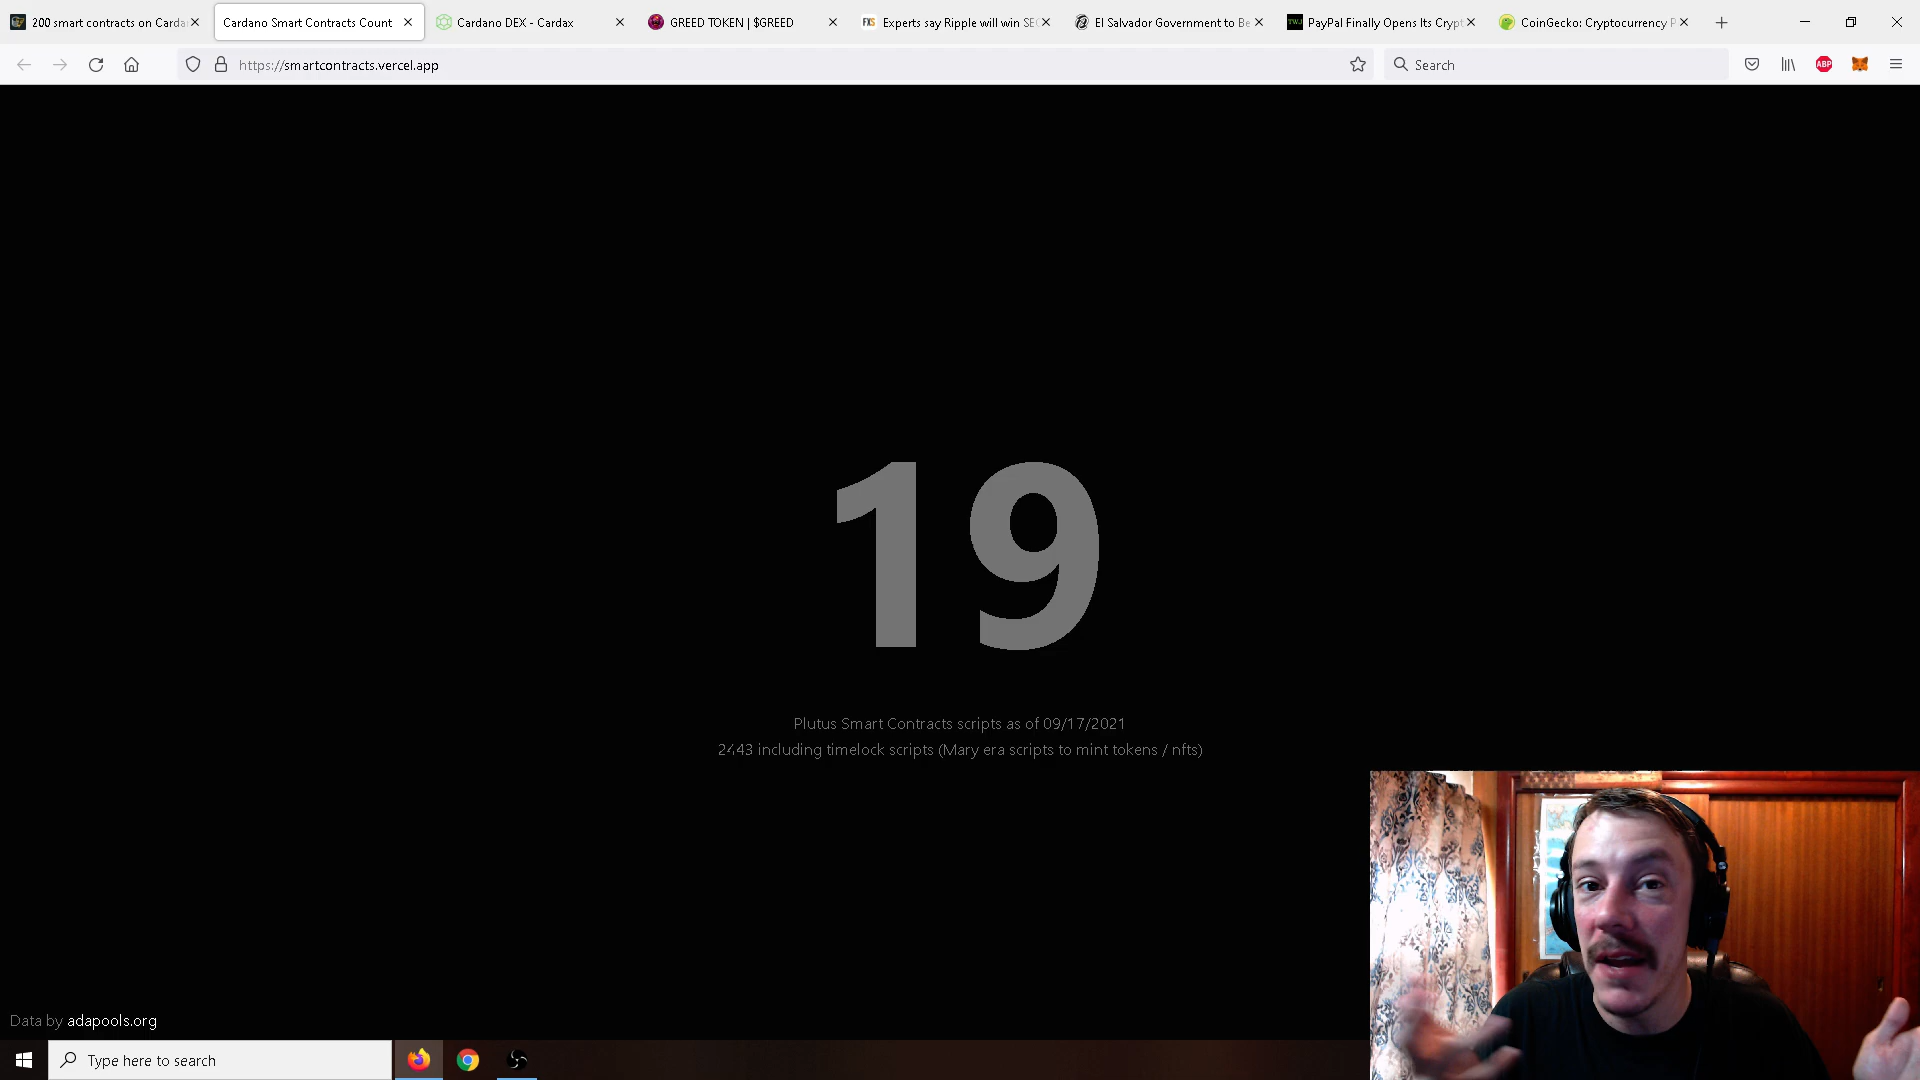 200 smart contracts on Carda
Cardano Smart Contracts Count
Cardano DEX - Cardax
GREED TOKEN | $GREED
Experts say Ripple will win SEC
El Salvador Government to Be
PayPal Finally Opens Its Crypt
CoinGecko: Cryptocurrency P
https://smartcontracts.vercel.app
Search
ABP
19
Plutus Smart Contracts scripts as of 09/17/2021
2443 including timelock scripts (Mary era scripts to mint tokens / nfts)
Data by adapools.org
Type here to search